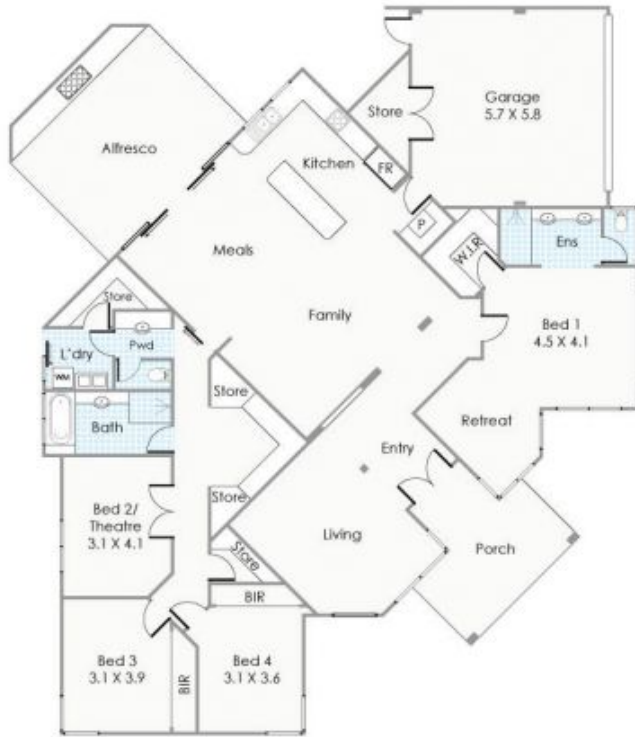 Garage
5.7 X 5.8
Store
Alfresco
Kitchen
FR
P
W.I.R
Ens
Meals
Store
Family
Bed 1
4.5 X 4.1
L'dry
Pwd
WM
Store
Retreat
Bath
Entry
Bed 2/
Theatre
3.1 X 4.1
Store
Living
Porch
Store
BIR
Bed 3
3.1 X 3.9
BIR
Bed 4
3.1 X 3.6